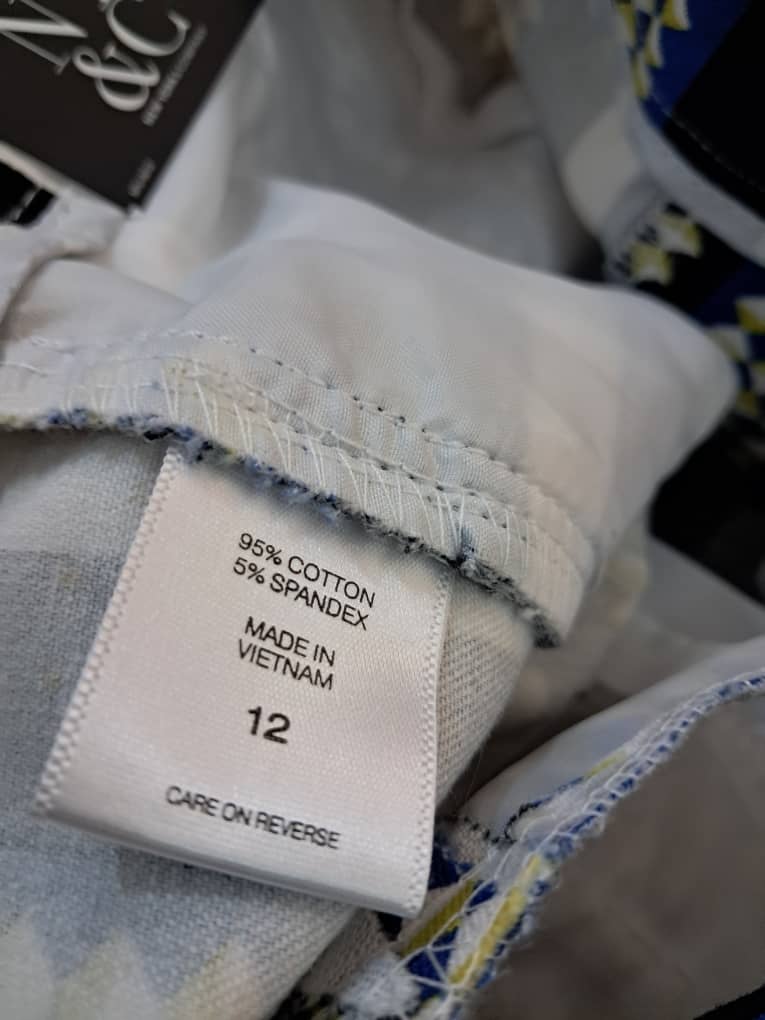 N
&C
95% COTTON
5% SPANDEX
MADE IN
VIETNAM
12
CARE ON REVERSE